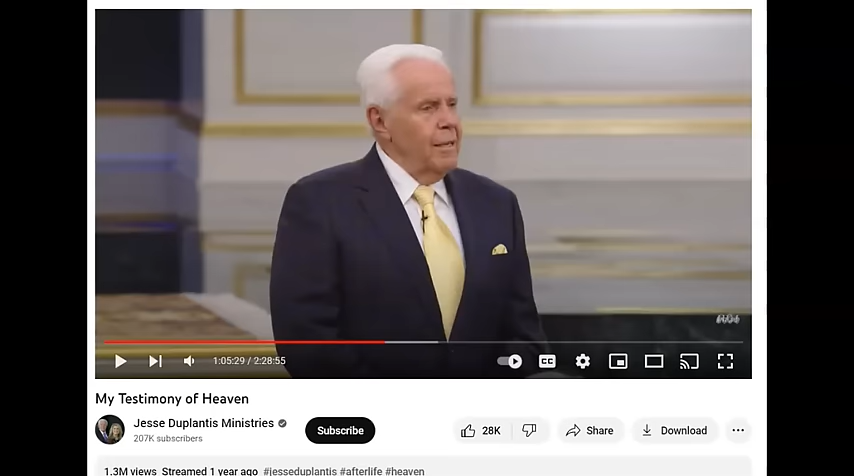 1:05:29 / 2:28:55
CC
My Testimony of Heaven
Jesse Duplantis Ministries
207K subscribers
Subscribe
28K
Share
Download
1.3M views Streamed 1 year ago #jesseduplantis #afterlife #heaven